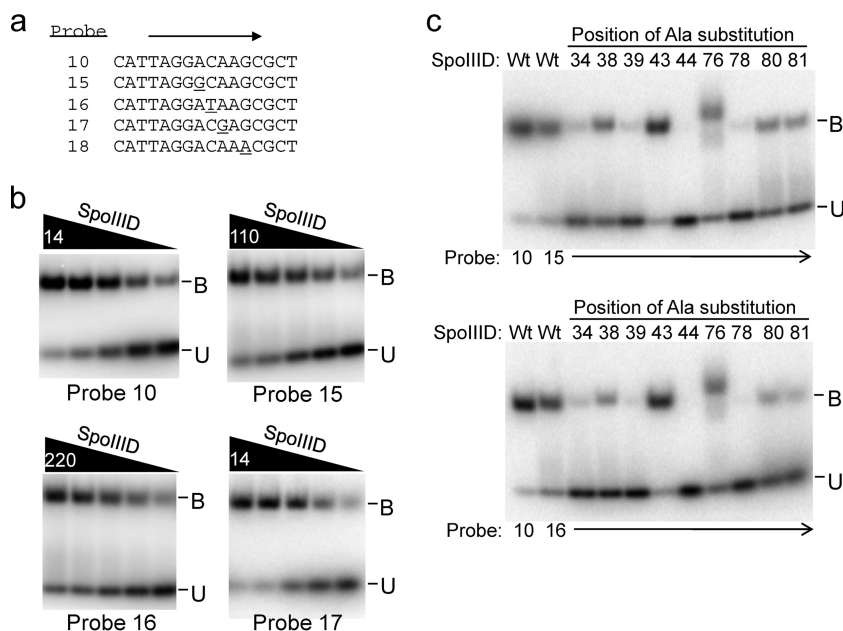 a
Probe
10 CATTAGGACAAGCGCT
15 CATTAGGGCAAGCGCT
16 CATTAGGATAAGCGCT
17 CATTAGGACGAGCGCT
18 CATTAGGACAAACGCT
b
SpoIIID
14
B
U
Probe 10
SpoIIID
110
B
U
Probe 15
SpoIIID
220
B
U
Probe 16
SpoIIID
14
B
U
Probe 17
c
Position of Ala substitution
SpoIIID: Wt Wt 34 38 39 43 44 76 78 80 81
B
U
Probe: 10 15
Position of Ala substitution
SpoIIID: Wt Wt 34 38 39 43 44 76 78 80 81
B
U
Probe: 10 16